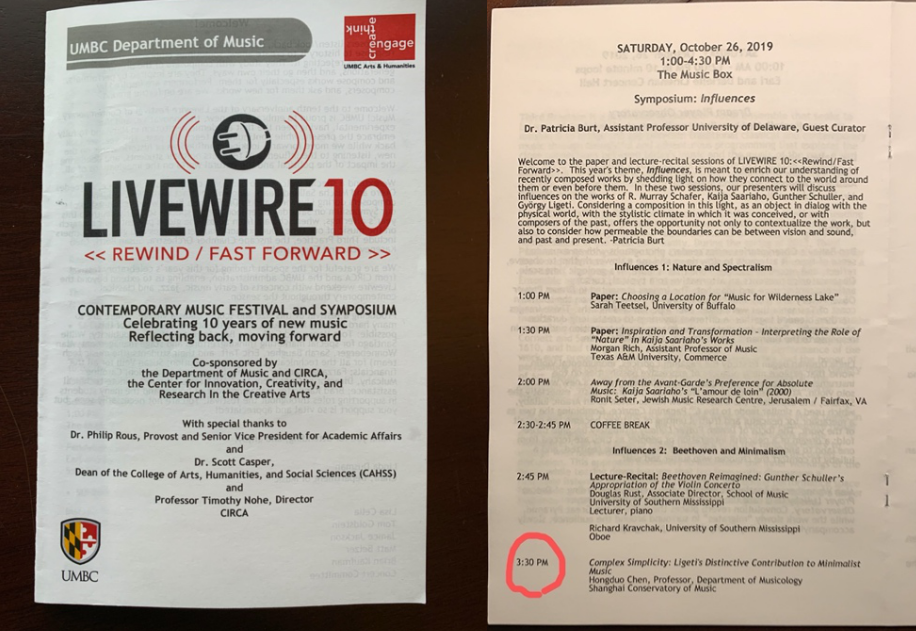 UMBC Department of Music
think
create
engage
UMBC Arts & Humanities
LIVEWIRE 10
<< REWIND / FAST FORWARD >>
CONTEMPORARY MUSIC FESTIVAL and SYMPOSIUM
Celebrating 10 years of new music
Reflecting back, moving forward
Co-sponsored by
the Department of Music and CIRCA,
the Center for Innovation, Creativity, and
Research In the Creative Arts
With special thanks to
Dr. Philip Rous, Provost and Senior Vice President for Academic Affairs
and
Dr. Scott Casper,
Dean of the College of Arts, Humanities, and Social Sciences (CAHSS)
and
Professor Timothy Nohe, Director
CIRCA
UMBC
SATURDAY, October 26, 2019
1:00-4:30 PM
The Music Box
Symposium: Influences
Dr. Patricia Burt, Assistant Professor University of Delaware, Guest Curator
Welcome to the paper and lecture-recital sessions of LIVEWIRE 10:<<Rewind/Fast
Forward>>. This year's theme, Influences, is meant to enrich our understanding of
recently composed works by shedding light on how they connect to the world around
them or even before them. In these two sessions, our presenters will discuss
influences on the works of R. Murray Schafer, Kaija Saariaho, Gunther Schuller, and
György Ligeti. Considering a composition in this light, as an object in dialog with the
physical world, with the stylistic climate in which it was conceived, or with
composers of the past, offers the opportunity not only to contextualize the work, but
also to consider how permeable the boundaries can be between vision and sound,
and past and present. -Patricia Burt
Influences 1: Nature and Spectralism
1:00 PM Paper: Choosing a Location for "Music for Wilderness Lake"
Sarah Teetsel, University of Buffalo
1:30 PM Paper: Inspiration and Transformation - Interpreting the Role of
"Nature" in Kaija Saariaho's Works
Morgan Rich, Assistant Professor of Music
Texas A&M University, Commerce
2:00 PM Away from the Avant-Garde's Preference for Absolute
Music: Kaija Saariaho's "L'amour de loin" (2000)
Ronit Seter, Jewish Music Research Centre, Jerusalem / Fairfax, VA
2:30-2:45 PM COFFEE BREAK
Influences 2: Beethoven and Minimalism
2:45 PM Lecture-Recital: Beethoven Reimagined: Gunther Schuller's
Appropriation of the Violin Concerto
Douglas Rust, Associate Director, School of Music
University of Southern Mississippi
Lecturer, piano
Richard Kravchak, University of Southern Mississippi
Oboe
3:30 PM Complex Simplicity: Ligeti's Distinctive Contribution to Minimalist
Music
Hongduo Chen, Professor, Department of Musicology
Shanghai Conservatory of Music